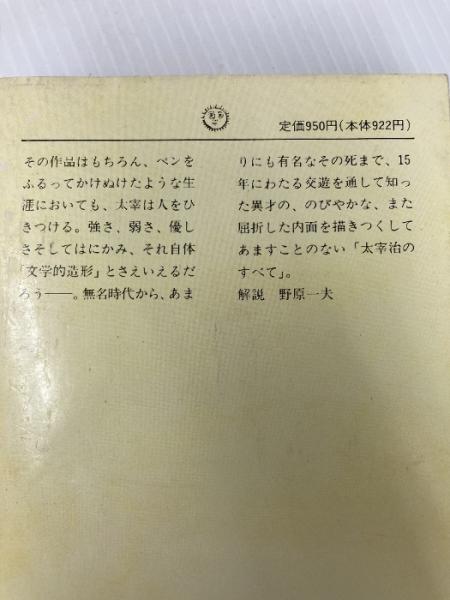 定価950円(本体922円)
その作品はもちろん、ペンを
ふるってかけぬけたような生
涯においても、太宰は人をひ
きつける。強さ、弱さ、優し
さそしてはにかみ、それ自体
「文学的造形」とさえいえるだ
ろう――。無名時代から、あま
りにも有名なその死まで、15
年にわたる交遊を通して知っ
た異才の、のびやかな、また
屈折した内面を描きつくして
あますことのない「太宰治の
すべて」。
解説 野原一夫